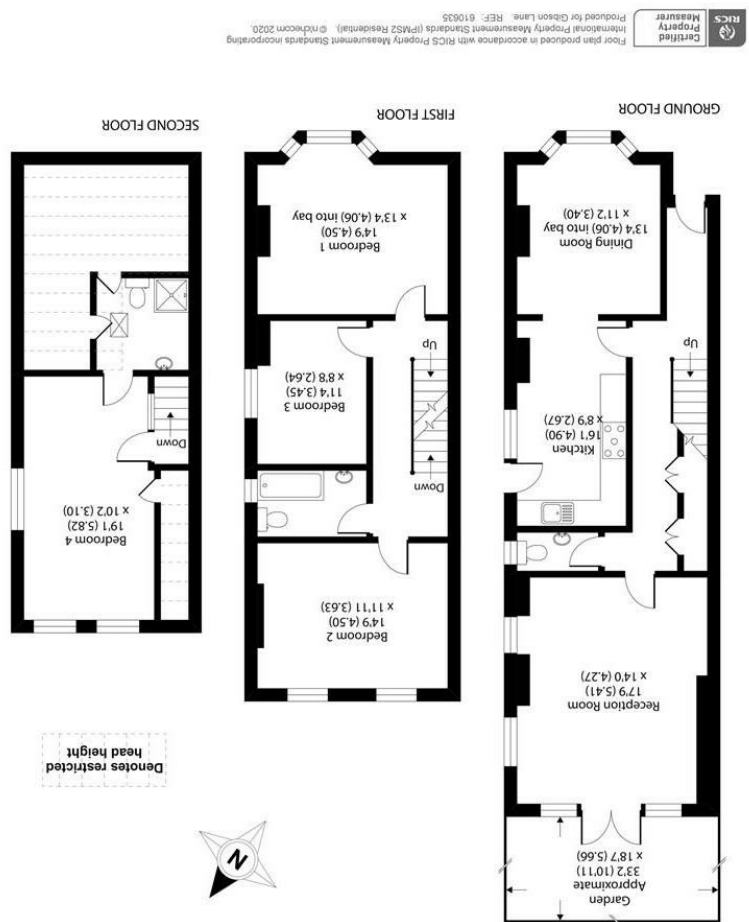 Garden
Approximate
33'2 (10'11)
x 18'7 (5.66)
N
Denotes restricted
head height
Reception Room
17'9 (5.41)
x 14'0 (4.27)
Kitchen
16'1 (4.90)
x 8'9 (2.67)
Up
Dining Room
13'4 (4.06) into bay
x 11'2 (3.40)
GROUND FLOOR
Bedroom 2
14'9 (4.50)
x 11'11 (3.63)
Down
Bedroom 3
11'4 (3.45)
x 8'8 (2.64)
Up
Bedroom 1
14'9 (4.50)
x 13'4 (4.06) into bay
FIRST FLOOR
Bedroom 4
19'1 (5.82)
x 10'2 (3.10)
Down
SECOND FLOOR
RICS
Certified
Property
Measurer
Floor plan produced in accordance with RICS Property Measurement Standards incorporating
International Property Measurement Standards (IPMS2 Residential). ©nichecom 2020.
Produced for Gibson Lane. REF: 610635